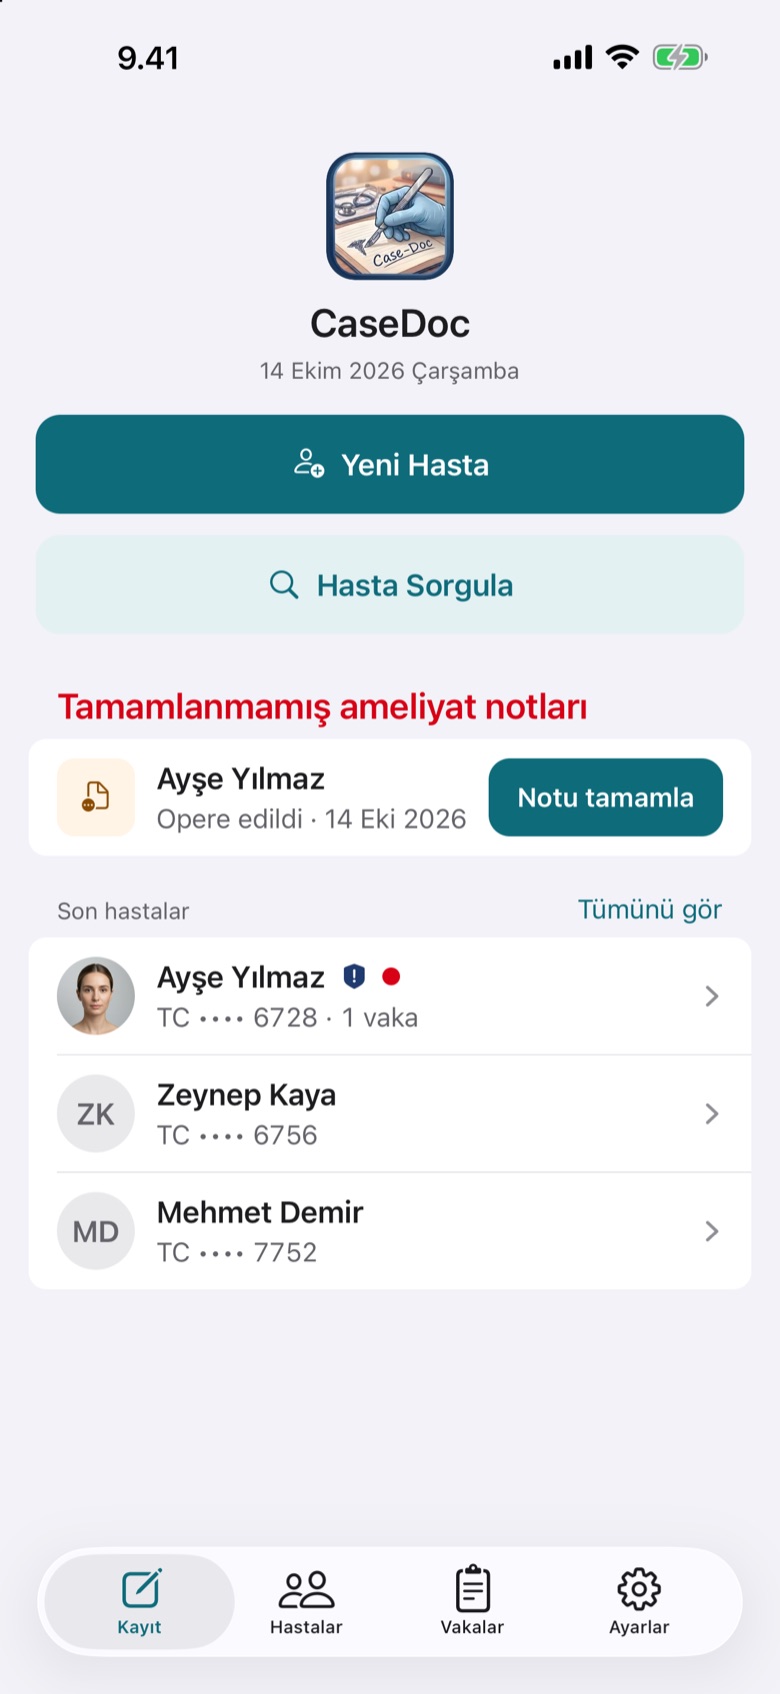 9.41
Case-Doc
CaseDoc
14 Ekim 2026 Çarşamba
Yeni Hasta
Hasta Sorgula
Tamamlanmamış ameliyat notları
Ayşe Yılmaz
Opere edildi · 14 Eki 2026
Notu tamamla
Son hastalar
Tümünü gör
Ayşe Yılmaz
TC •••• 6728 · 1 vaka
ZK
Zeynep Kaya
TC •••• 6756
MD
Mehmet Demir
TC •••• 7752
Kayıt
Hastalar
Vakalar
Ayarlar